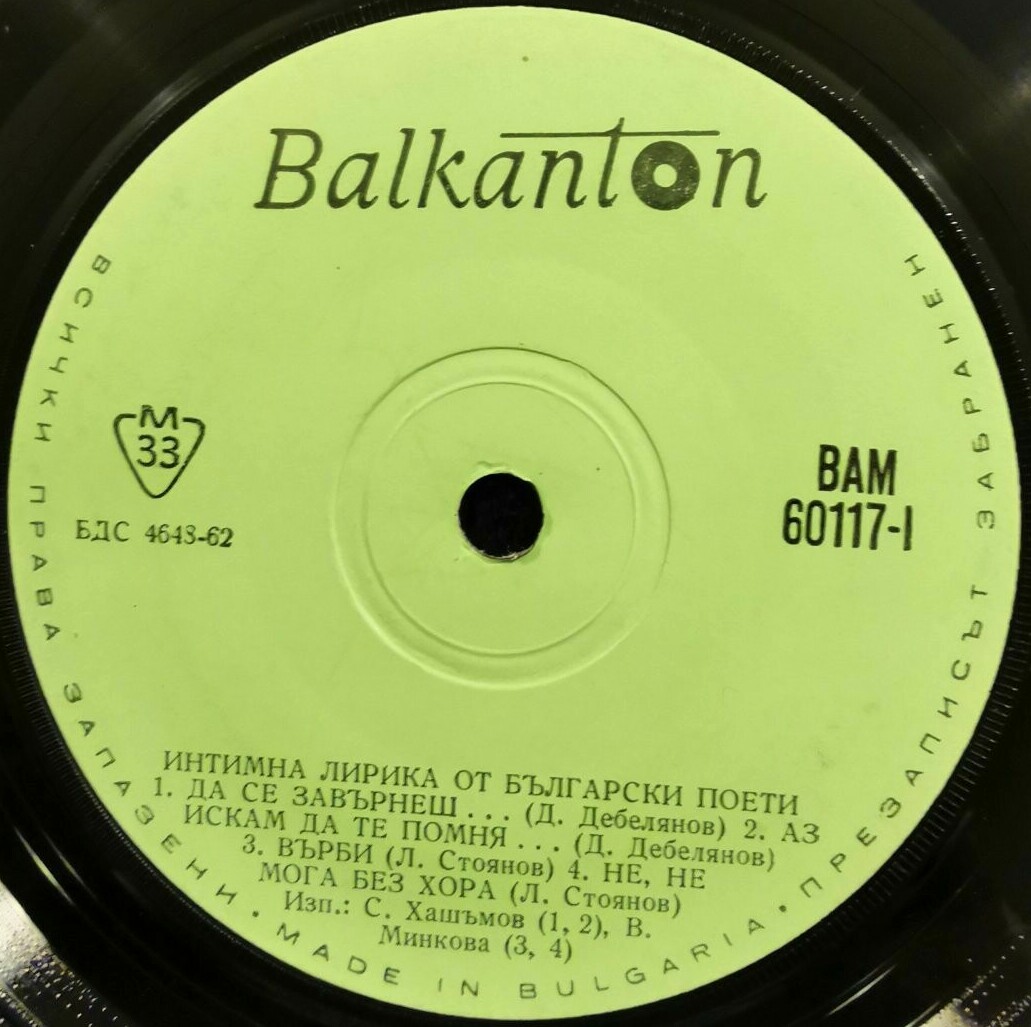 Balkanton
ВСИЧКИ ПРАВА ЗАПАЗЕНИ • MADE IN BULGARIA • ПРЕЗАПИСЪТ ЗАБРАНЕН
М
33
БДС 4643-62
ВАМ
60117-I
ИНТИМНА ЛИРИКА ОТ БЪЛГАРСКИ ПОЕТИ
1. ДА СЕ ЗАВЪРНЕШ... (Д. Дебелянов) 2. АЗ
ИСКАМ ДА ТЕ ПОМНЯ... (Д. Дебелянов)
3. ВЪРБИ (Л. Стоянов) 4. НЕ, НЕ
МОГА БЕЗ ХОРА (Л. Стоянов)
Изп.: С. Хашъмов (1, 2), В.
Минкова (3, 4)